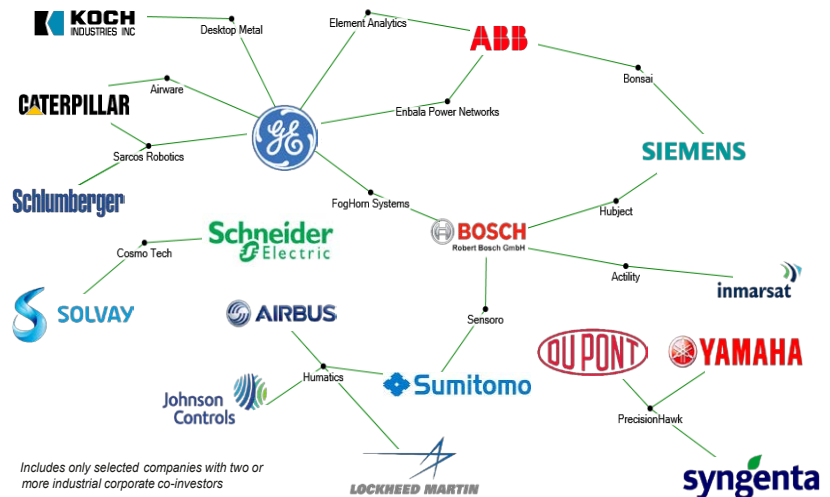 KOCH
INDUSTRIES INC
Desktop Metal
Element Analytics
ABB
Bonsai
Airware
CATERPILLAR
Enbala Power Networks
GE
Sarcos Robotics
SIEMENS
Schlumberger
FogHorn Systems
Hubject
Schneider
Electric
BOSCH
Robert Bosch GmbH
Cosmo Tech
Actility
inmarsat
SOLVAY
AIRBUS
Sensoro
DUPONT
YAMAHA
Humatics
Sumitomo
Johnson
Controls
PrecisionHawk
LOCKHEED MARTIN
syngenta
Includes only selected companies with two or
more industrial corporate co-investors